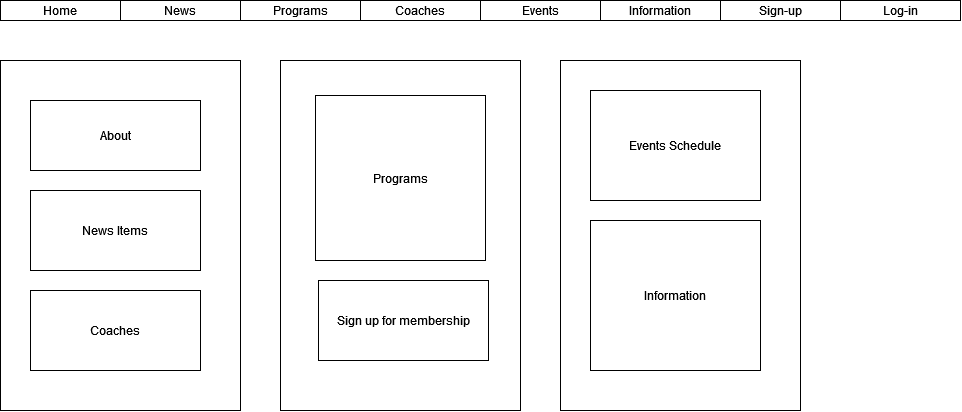 Home News Programs Coaches Events Information Sign-up Log-in
About
News Items
Coaches
Programs
Sign up for membership
Events Schedule
Information